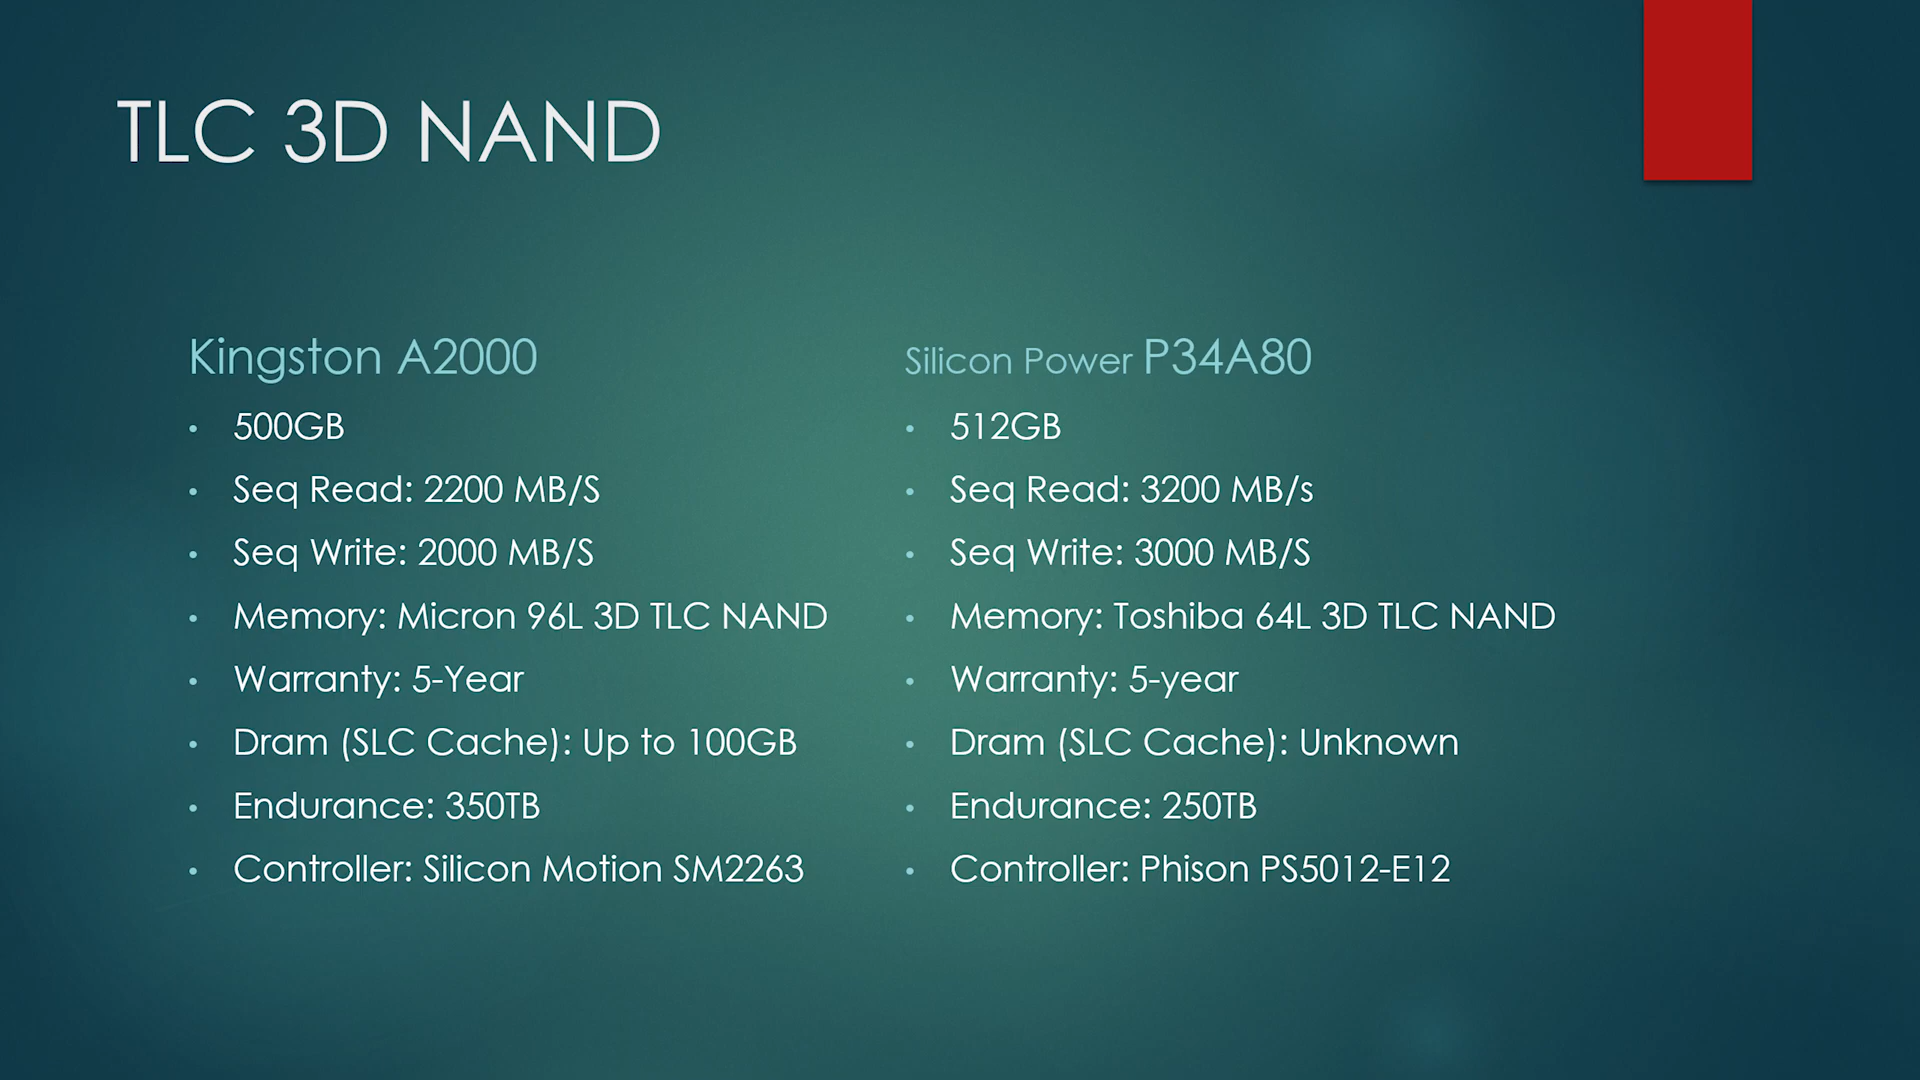 TLC 3D NAND
Kingston A2000
• 500GB
• Seq Read: 2200 MB/S
• Seq Write: 2000 MB/S
• Memory: Micron 96L 3D TLC NAND
• Warranty: 5-Year
• Dram (SLC Cache): Up to 100GB
• Endurance: 350TB
• Controller: Silicon Motion SM2263
Silicon Power P34A80
• 512GB
• Seq Read: 3200 MB/s
• Seq Write: 3000 MB/S
• Memory: Toshiba 64L 3D TLC NAND
• Warranty: 5-year
• Dram (SLC Cache): Unknown
• Endurance: 250TB
• Controller: Phison PS5012-E12